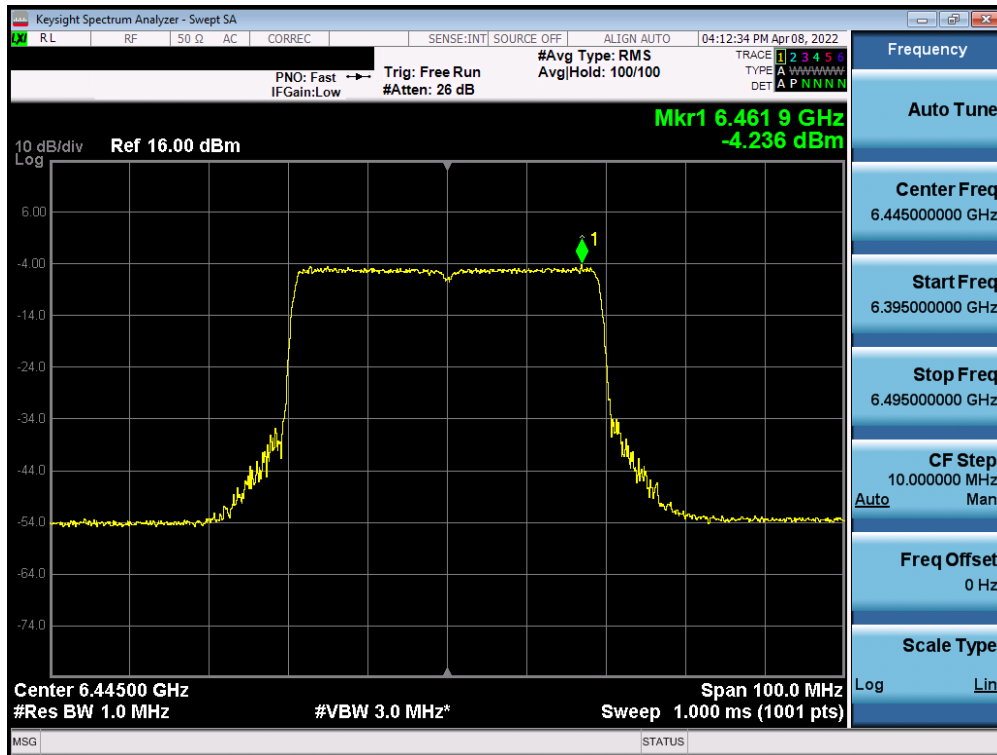 Keysight Spectrum Analyzer - Swept SA
LXI RL RF 50 Ω AC CORREC SENSE:INT SOURCE OFF ALIGN AUTO 04:12:34 PM Apr 08, 2022
PNO: Fast
IFGain:Low
Trig: Free Run
#Atten: 26 dB
#Avg Type: RMS
Avg|Hold: 100/100
TRACE 1 2 3 4 5 6
TYPE A WWWWW
DET A P N N N N
Mkr1 6.461 9 GHz
-4.236 dBm
10 dB/div Ref 16.00 dBm
Log
6.00
-4.00
-14.0
-24.0
-34.0
-44.0
-54.0
-64.0
-74.0
1
Center 6.44500 GHz
Span 100.0 MHz
#Res BW 1.0 MHz
#VBW 3.0 MHz*
Sweep 1.000 ms (1001 pts)
MSG
STATUS
Frequency
Auto Tune
Center Freq
6.445000000 GHz
Start Freq
6.395000000 GHz
Stop Freq
6.495000000 GHz
CF Step
10.000000 MHz
Auto Man
Freq Offset
0 Hz
Scale Type
Log Lin